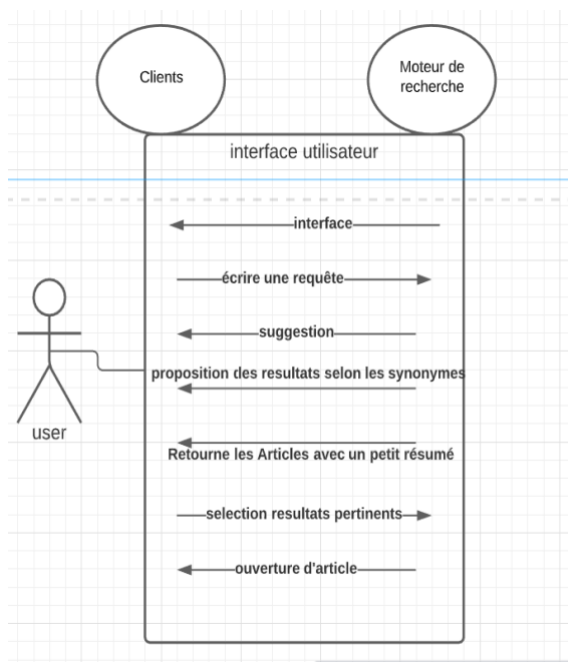 Clients
Moteur de
recherche
interface utilisateur
interface
écrire une requête
suggestion
proposition des resultats selon les synonymes
user
Retourne les Articles avec un petit résumé
selection resultats pertinents
ouverture d'article